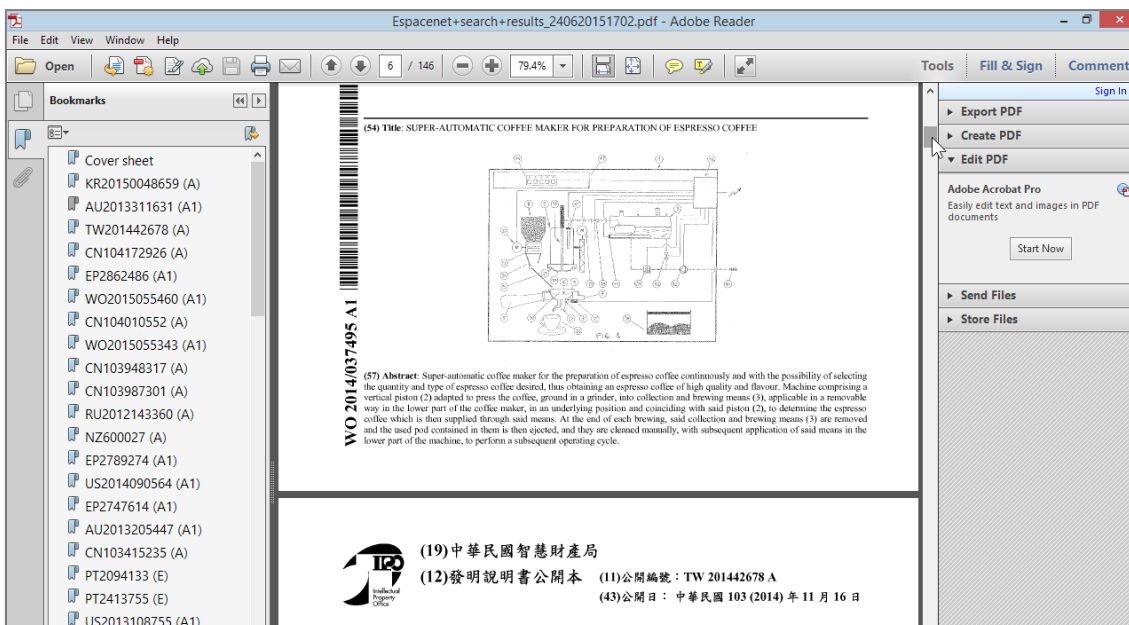 Espacenet+search+results_240620151702.pdf - Adobe Reader
File Edit View Window Help
Open 6 / 146 79.4% Tools Fill & Sign Comment
Sign In
Bookmarks
Cover sheet
KR20150048659 (A)
AU2013311631 (A1)
TW201442678 (A)
CN104172926 (A)
EP2862486 (A1)
WO2015055460 (A1)
CN104010552 (A)
WO2015055343 (A1)
CN103948317 (A)
CN103987301 (A)
RU2012143360 (A)
NZ600027 (A)
EP2789274 (A1)
US2014090564 (A1)
EP2747614 (A1)
AU2013205447 (A1)
CN103415235 (A)
PT2094133 (E)
PT2413755 (E)
US2013108755 (A1)
WO 2014/037495 A1
(54) Title: SUPER-AUTOMATIC COFFEE MAKER FOR PREPARATION OF ESPRESSO COFFEE
FIG. 1
(57) Abstract: Super-automatic coffee maker for the preparation of espresso coffee continuously and with the possibility of selecting
the quantity and type of espresso coffee desired, thus obtaining an espresso coffee of high quality and flavour. Machine comprising a
vertical piston (2) adapted to press the coffee, ground in a grinder, into collection and brewing means (3), applicable in a removable
way in the lower part of the coffee maker, in an underlying position and coinciding with said piston (2), to determine the espresso
coffee which is then supplied through said means. At the end of each brewing, said collection and brewing means (3) are removed
and the used pod contained in them is then ejected, and they are cleaned manually, with subsequent application of said means in the
lower part of the machine, to perform a subsequent operating cycle.
IPO
Intellectual
Property
Office
(19)中華民國智慧財產局
(12)發明說明書公開本 (11)公開編號：TW 201442678 A
(43)公開日： 中華民國 103 (2014) 年 11 月 16 日
Export PDF
Create PDF
Edit PDF
Adobe Acrobat Pro
Easily edit text and images in PDF
documents
Start Now
Send Files
Store Files